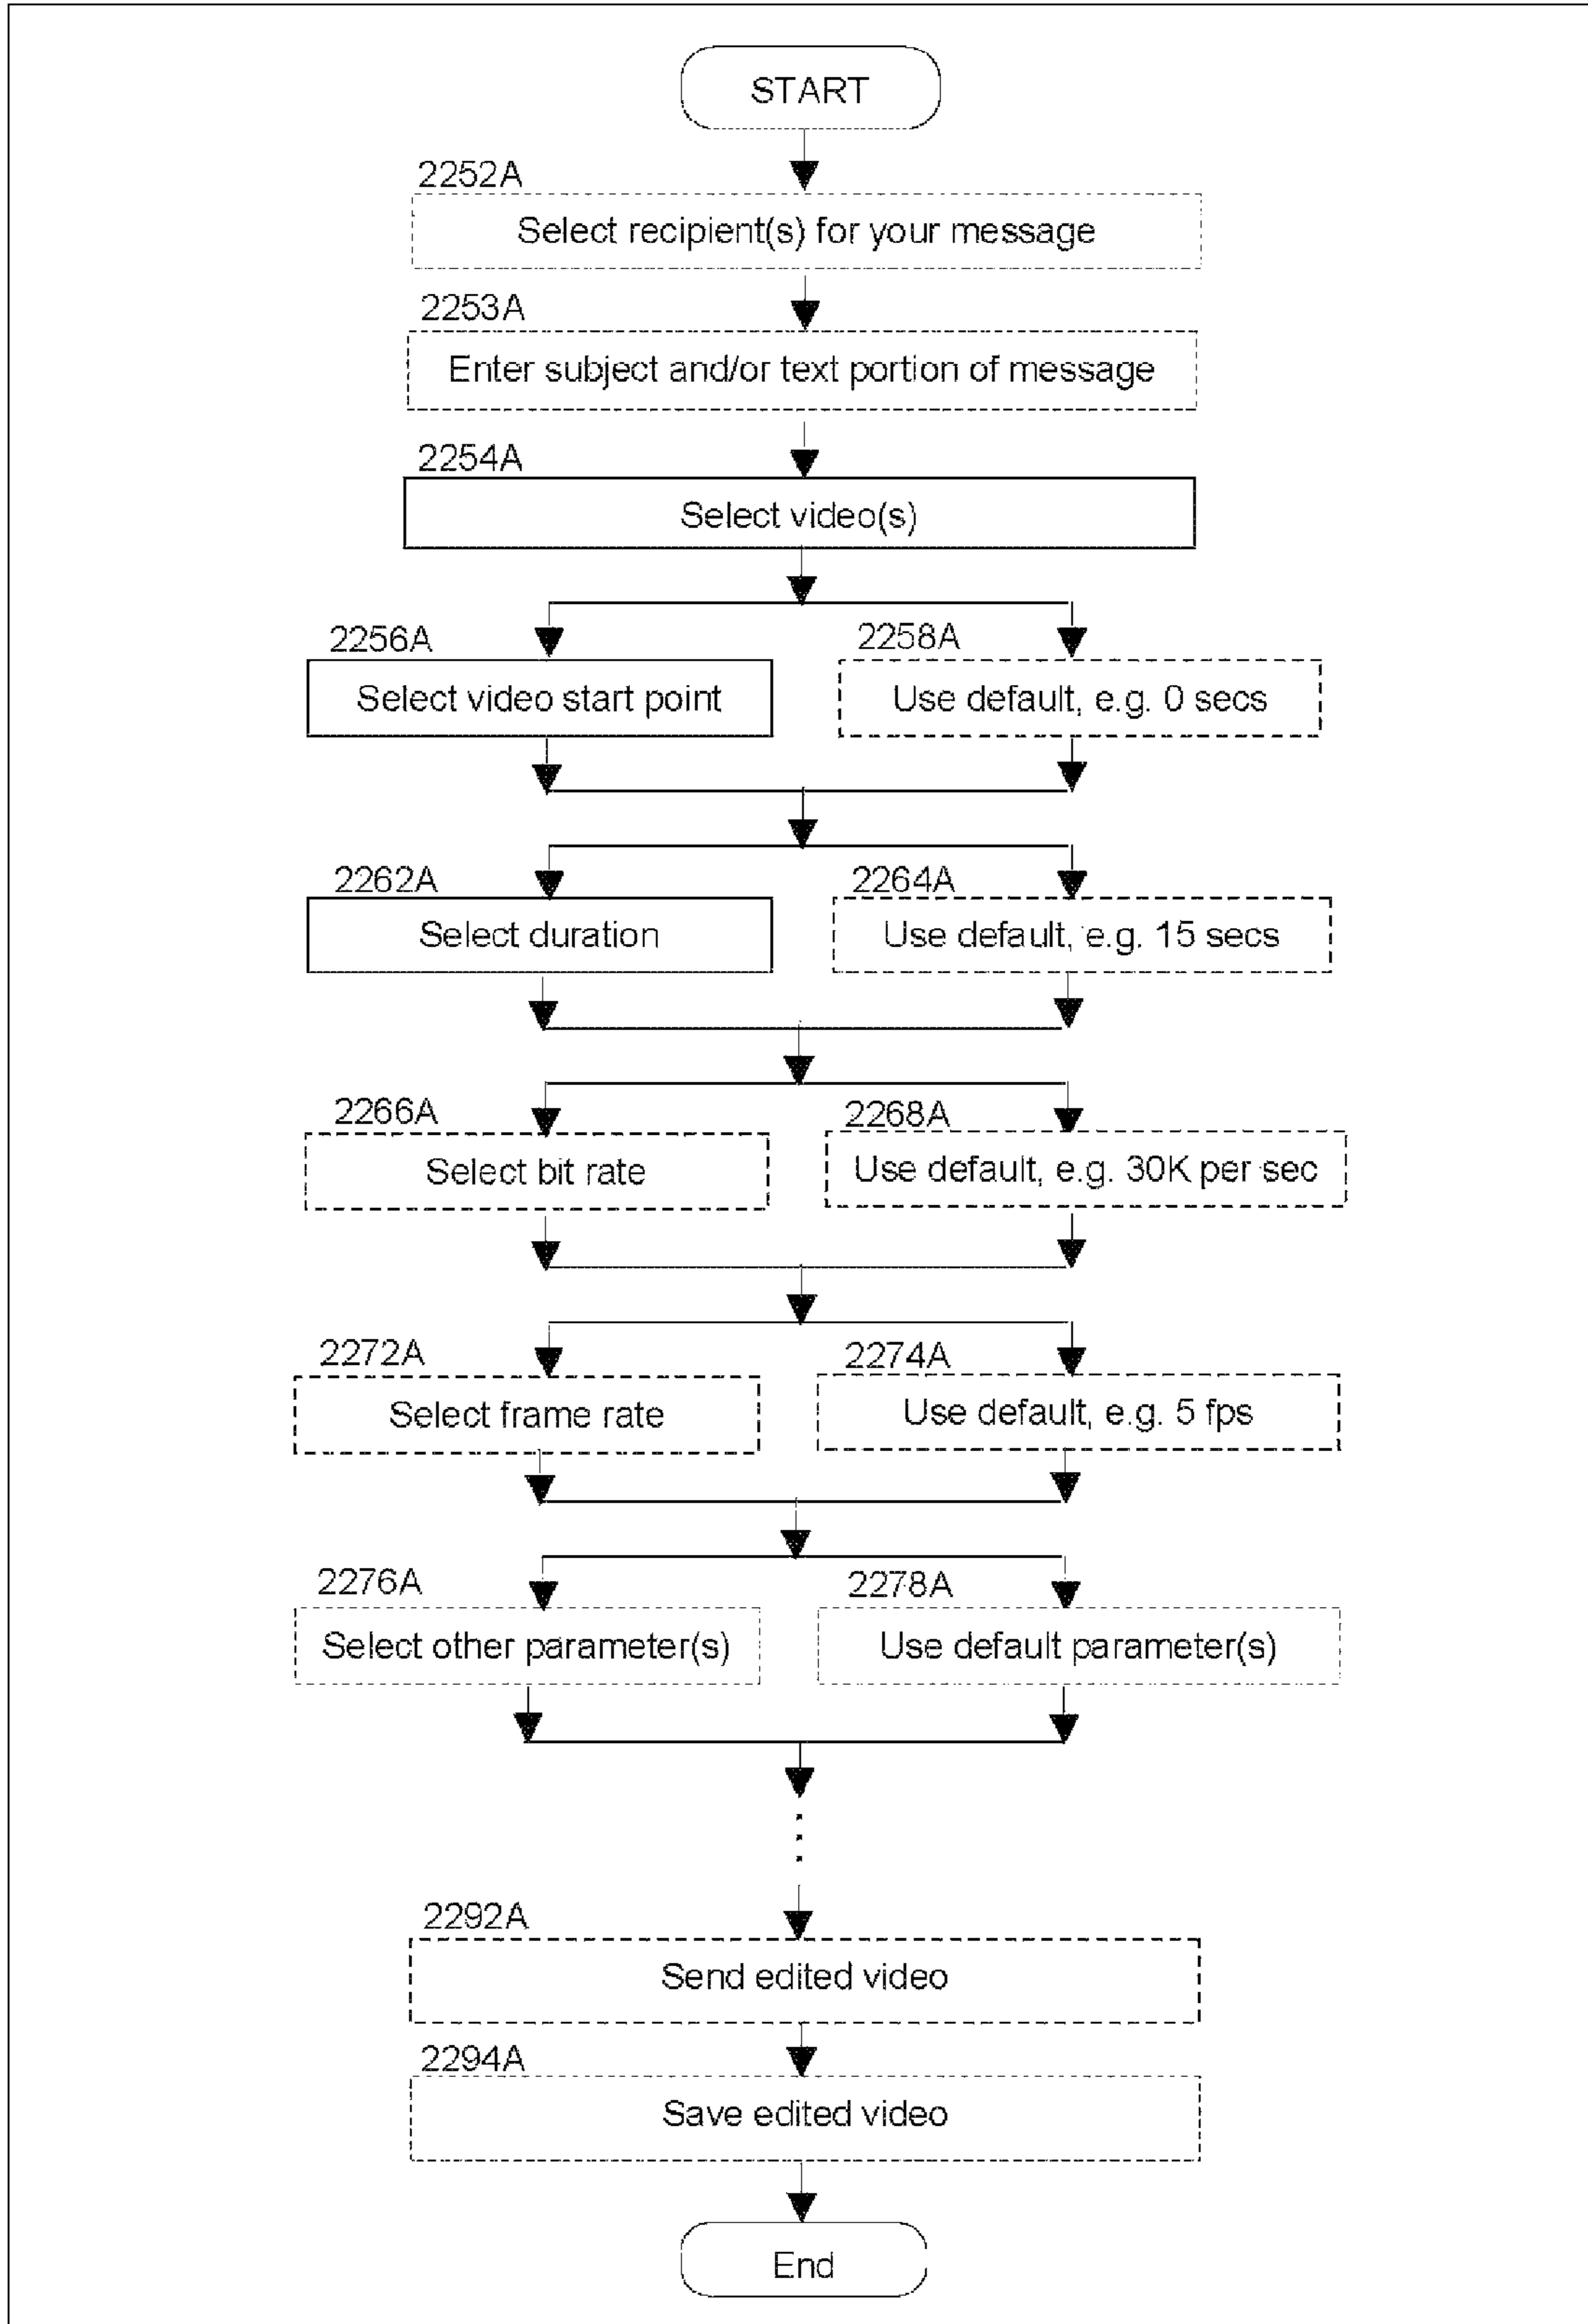 START
2252A
Select recipient(s) for your message
2253A
Enter subject and/or text portion of message
2254A
Select video(s)
2256A
Select video start point
2258A
Use default, e.g. 0 secs
2262A
Select duration
2264A
Use default, e.g. 15 secs
2266A
Select bit rate
2268A
Use default, e.g. 30K per sec
2272A
Select frame rate
2274A
Use default, e.g. 5 fps
2276A
Select other parameter(s)
2278A
Use default parameter(s)
2292A
Send edited video
2294A
Save edited video
End